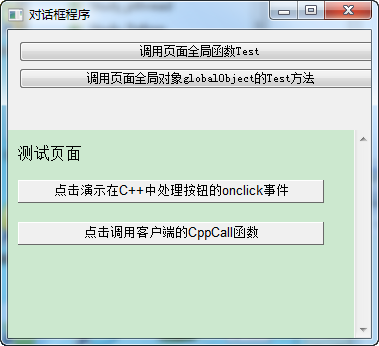 对话框程序
调用页面全局函数Test
调用页面全局对象globalObject的Test方法
测试页面
点击演示在C++中处理按钮的onclick事件
点击调用客户端的CppCall函数